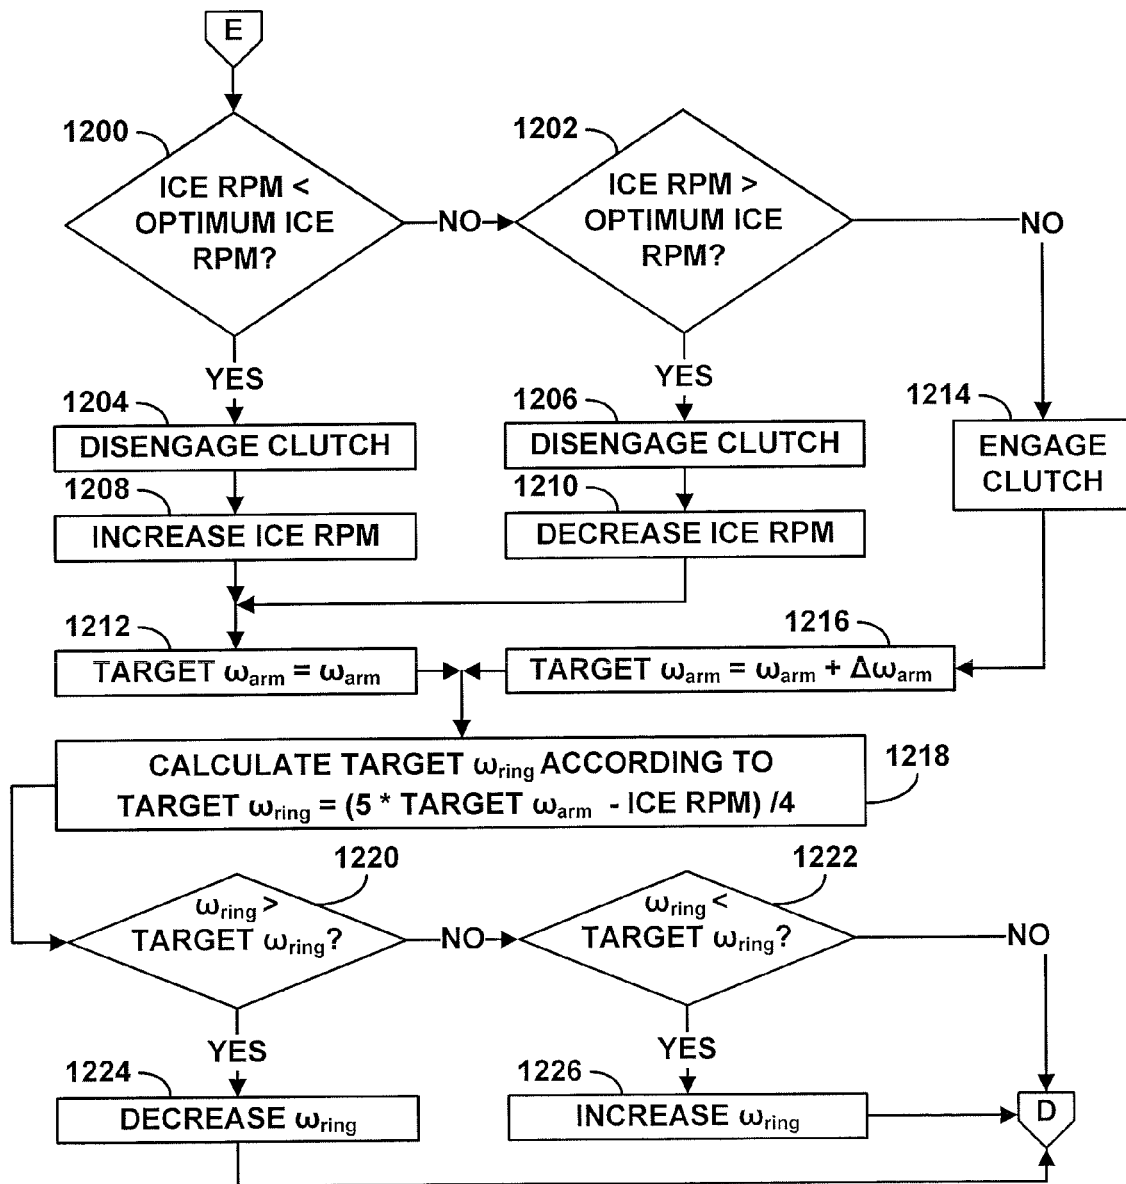 E
1200
ICE RPM <
OPTIMUM ICE
RPM?
NO
1202
ICE RPM >
OPTIMUM ICE
RPM?
NO
YES
YES
1204
DISENGAGE CLUTCH
1206
DISENGAGE CLUTCH
1214
ENGAGE
CLUTCH
1208
INCREASE ICE RPM
1210
DECREASE ICE RPM
1212
TARGET ωarm = ωarm
1216
TARGET ωarm = ωarm + Δωarm
CALCULATE TARGET ωring ACCORDING TO
TARGET ωring = (5 * TARGET ωarm - ICE RPM) /4
1218
1220
ωring >
TARGET ωring?
NO
1222
ωring <
TARGET ωring?
NO
YES
YES
1224
DECREASE ωring
1226
INCREASE ωring
D